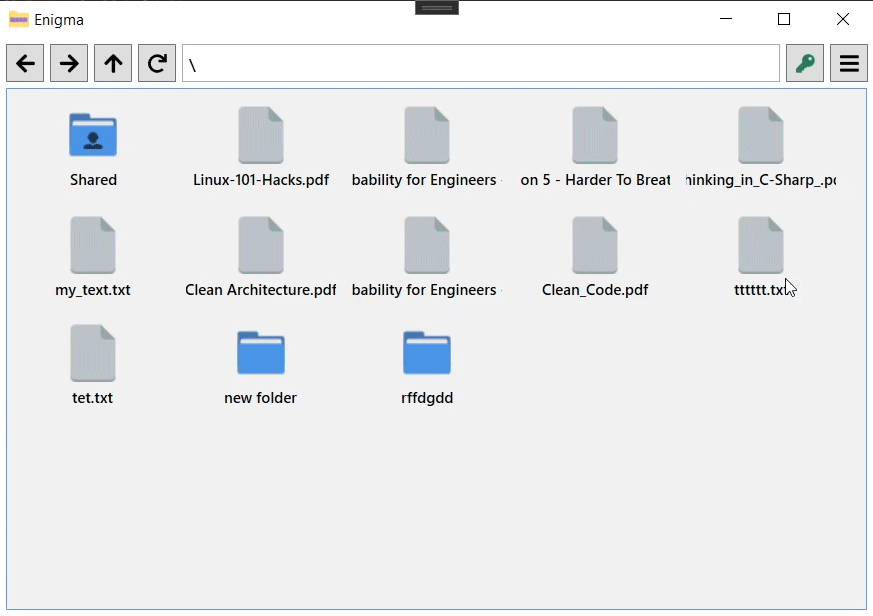 Enigma
\
Shared
Linux-101-Hacks.pdf
bability for Engineers
on 5 - Harder To Breat
hinking_in_C-Sharp_.pd
my_text.txt
Clean Architecture.pdf
bability for Engineers
Clean_Code.pdf
tttttt.txt
tet.txt
new folder
rffdgdd